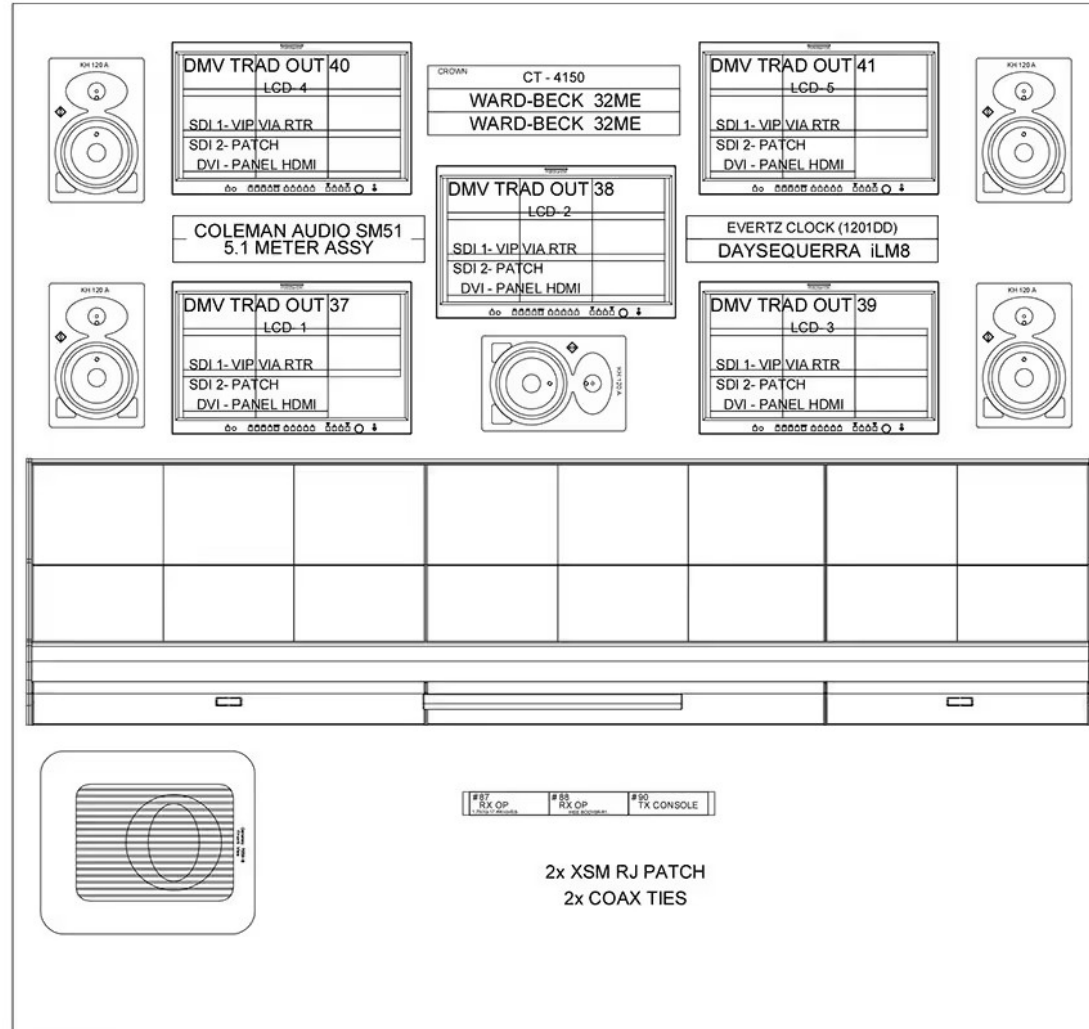 KH 120 A
DMV TRAD OUT 40
LCD- 4
SDI 1- VIP VIA RTR
SDI 2- PATCH
DVI - PANEL HDMI
CROWN
CT - 4150
WARD-BECK 32ME
WARD-BECK 32ME
DMV TRAD OUT 41
LCD- 5
SDI 1- VIP VIA RTR
SDI 2- PATCH
DVI - PANEL HDMI
KH 120 A
DMV TRAD OUT 38
LCD- 2
SDI 1- VIP VIA RTR
SDI 2- PATCH
DVI - PANEL HDMI
COLEMAN AUDIO SM51
5.1 METER ASSY
EVERTZ CLOCK (1201DD)
DAYSEQUERRA iLM8
KH 120 A
DMV TRAD OUT 37
LCD- 1
SDI 1- VIP VIA RTR
SDI 2- PATCH
DVI - PANEL HDMI
DMV TRAD OUT 39
LCD- 3
SDI 1- VIP VIA RTR
SDI 2- PATCH
DVI - PANEL HDMI
KH 120 A
KH 120 A
#87
RX OP
#88
RX OP
#90
TX CONSOLE
2x XSM RJ PATCH
2x COAX TIES